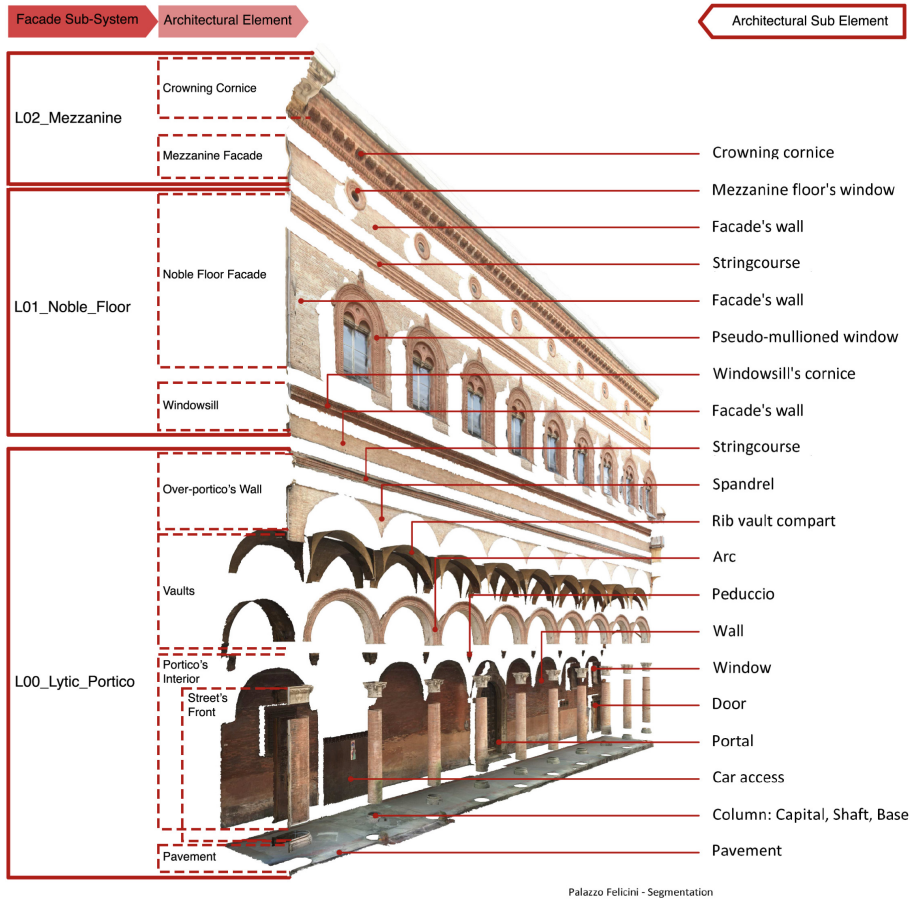 Facade Sub-System
Architectural Element
Architectural Sub Element
L02_Mezzanine
Crowning Cornice
Mezzanine Facade
L01_Noble_Floor
Noble Floor Facade
Windowsill
L00_Lytic_Portico
Over-portico's Wall
Vaults
Portico's
Interior
Street's
Front
Pavement
Crowning cornice
Mezzanine floor's window
Facade's wall
Stringcourse
Facade's wall
Pseudo-mullioned window
Windowsill's cornice
Facade's wall
Stringcourse
Spandrel
Rib vault compart
Arc
Peduccio
Wall
Window
Door
Portal
Car access
Column: Capital, Shaft, Base
Pavement
Palazzo Felicini - Segmentation